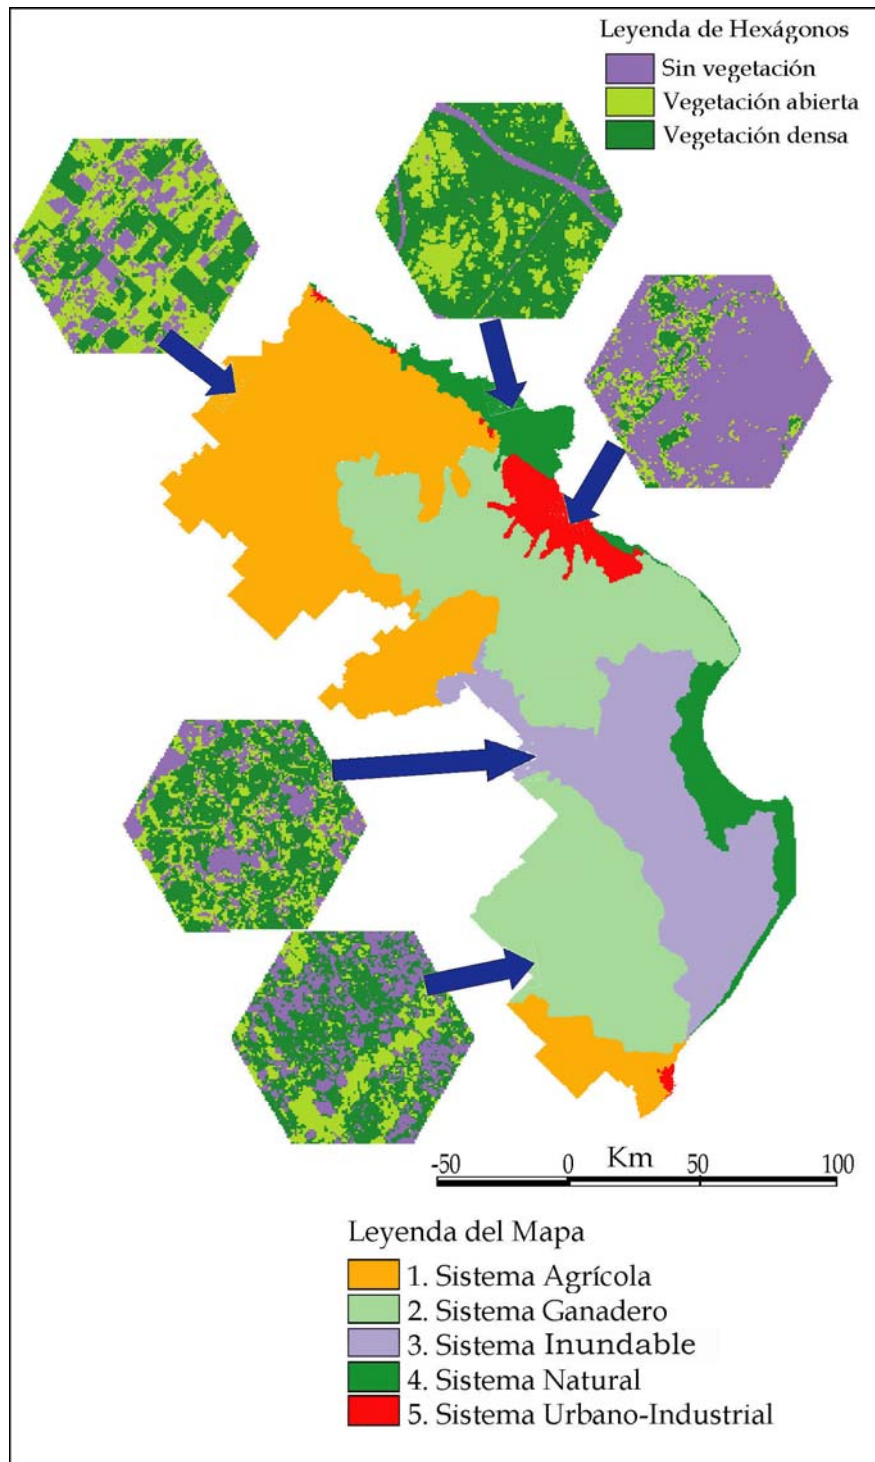 Leyenda de Hexágonos
Sin vegetación
Vegetación abierta
Vegetación densa
-50 0 Km 50 100
Leyenda del Mapa
1. Sistema Agrícola
2. Sistema Ganadero
3. Sistema Inundable
4. Sistema Natural
5. Sistema Urbano-Industrial